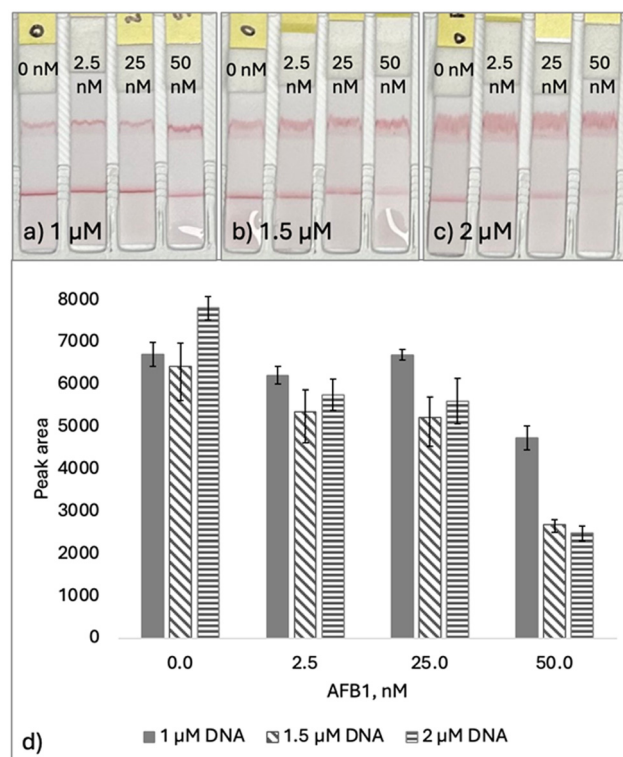 0 nM
2.5
nM
25
nM
50
nM
a) 1 µM
0 nM
2.5
nM
25
nM
50
nM
b) 1.5 µM
0 nM
2.5
nM
25
nM
50
nM
c) 2 µM
8000
7000
6000
5000
4000
3000
2000
1000
0
Peak area
0.0 2.5 25.0 50.0
AFB1, nM
d)
1 µM DNA 1.5 µM DNA 2 µM DNA